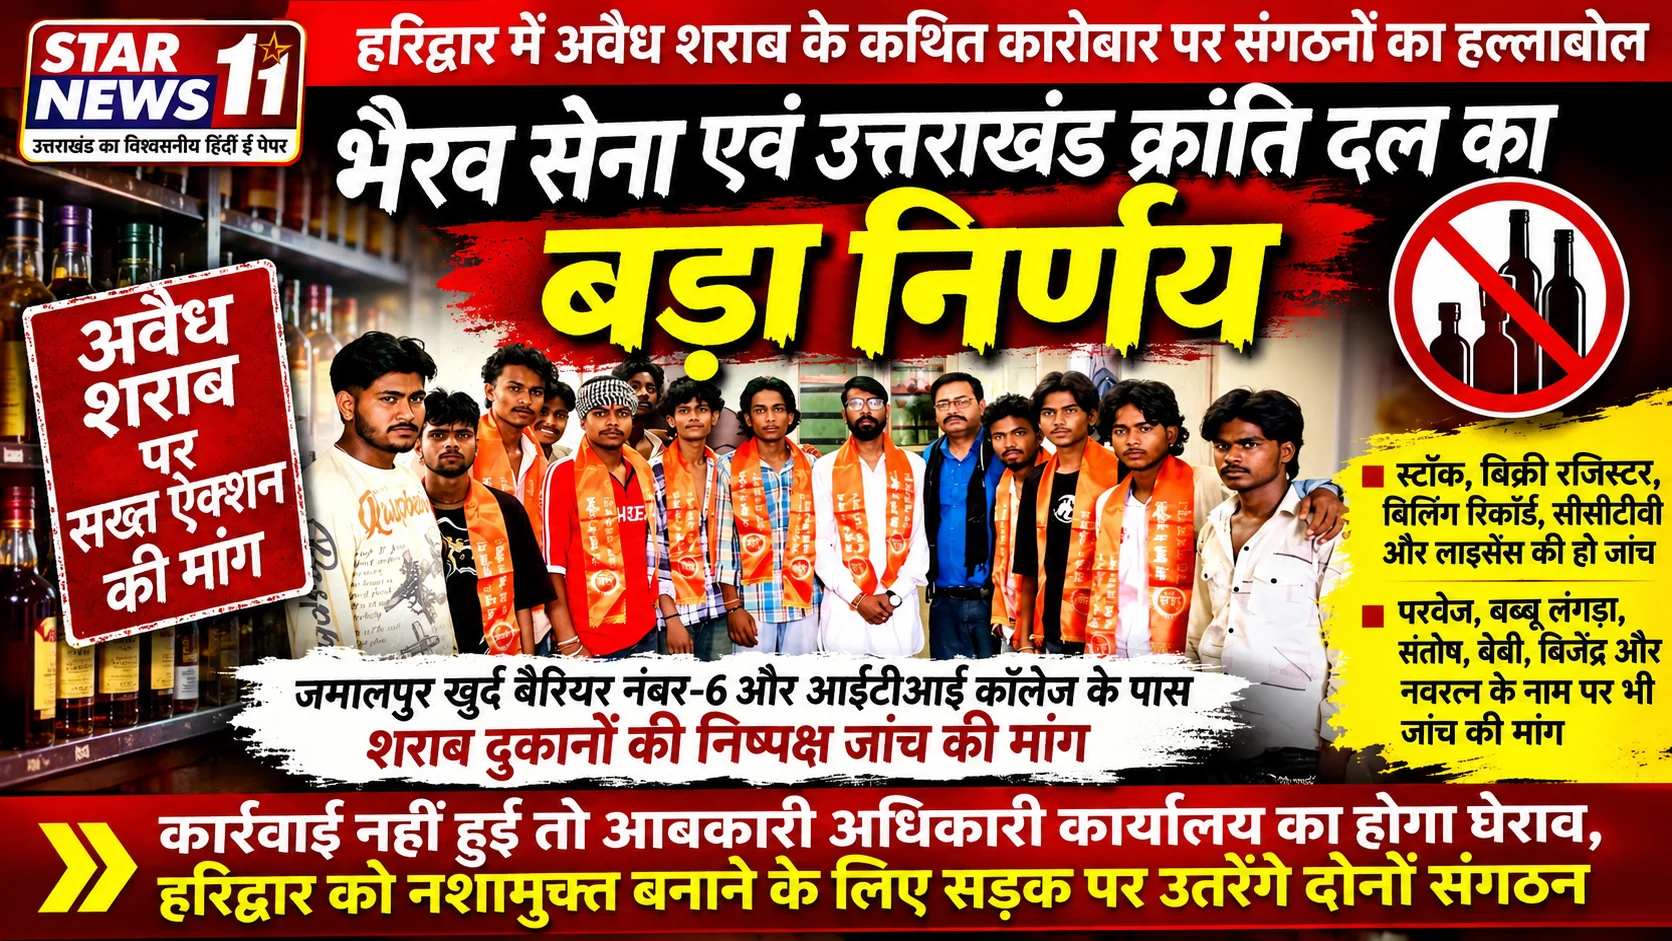 STAR
NEWS 11
उत्तराखंड का विश्वसनीय हिंदी ई पेपर
हरिद्वार में अवैध शराब के कथित कारोबार पर संगठनों का हल्लाबोल
भैरव सेना एवं उत्तराखंड क्रांति दल का
बड़ा निर्णय
अवैध
शराब
पर
सख्त ऐक्शन
की मांग
स्टॉक, बिक्री रजिस्टर,
बिलिंग रिकॉर्ड, सीसीटीवी
और लाइसेंस की हो जांच
परवेज, बब्बू लंगड़ा,
संतोष, बेबी, बिजेंद्र और
नवरत्न के नाम पर भी
जांच की मांग
जमालपुर खुर्द बैरियर नंबर-6 और आईटीआई कॉलेज के पास
शराब दुकानों की निष्पक्ष जांच की मांग
कार्रवाई नहीं हुई तो आबकारी अधिकारी कार्यालय का होगा घेराव,
हरिद्वार को नशामुक्त बनाने के लिए सड़क पर उतरेंगे दोनों संगठन